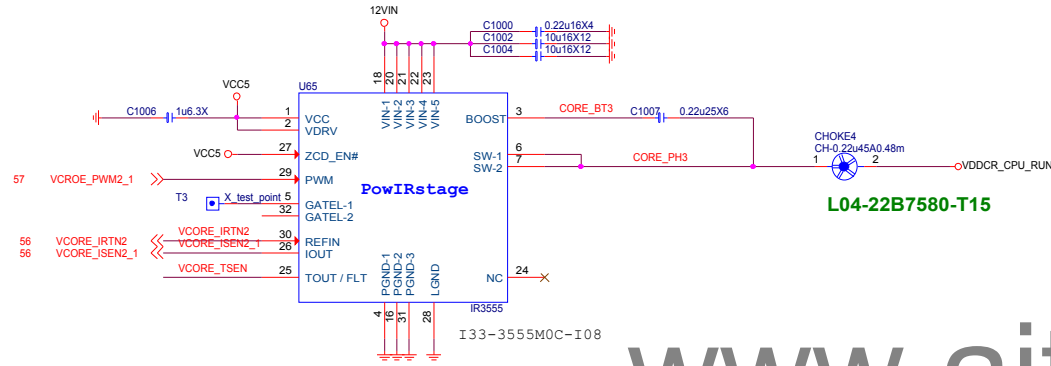 12VIN
C1000 0.22u16X4
C1002 10u16X12
C1004 10u16X12
18 20 21 22 23
VCC5
U65
C1006 1u6.3X
1 VCC
2 VDRV
VIN-1 VIN-2 VIN-3 VIN-4 VIN-5
BOOST 3 CORE_BT3 C1007 0.22u25X6
VCC5 27 ZCD_EN#
SW-1 6
SW-2 7 CORE_PH3
CHOKE4
CH-0.22u45A0.48m
1 2 VDDCR_CPU_RUN
57 VCROE_PWM2_1 29 PWM
PowIRstage
L04-22B7580-T15
T3 X_test_point 5 GATEL-1
32 GATEL-2
VCORE_IRTN2
56 VCORE_IRTN2 30 REFIN
VCORE_ISEN2_1
56 VCORE_ISEN2_1 26 IOUT
VCORE_TSEN 25 TOUT / FLT
PGND-1 PGND-2 PGND-3 LGND
NC 24
4 16 31 28
IR3555
I33-3555M0C-I08